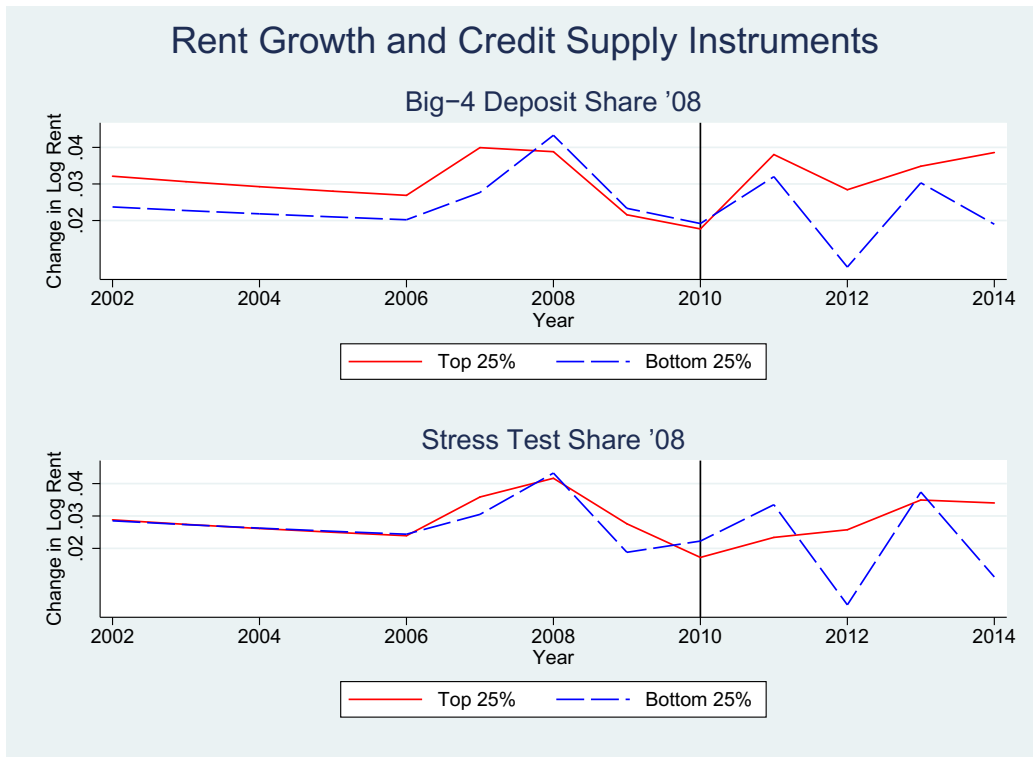 Rent Growth and Credit Supply Instruments
Big−4 Deposit Share ’08
Change in Log Rent
.04
.03
.02
2002 2004 2006 2008 2010 2012 2014
Year
Top 25% Bottom 25%
Stress Test Share ’08
Change in Log Rent
.04
.03
.02
2002 2004 2006 2008 2010 2012 2014
Year
Top 25% Bottom 25%